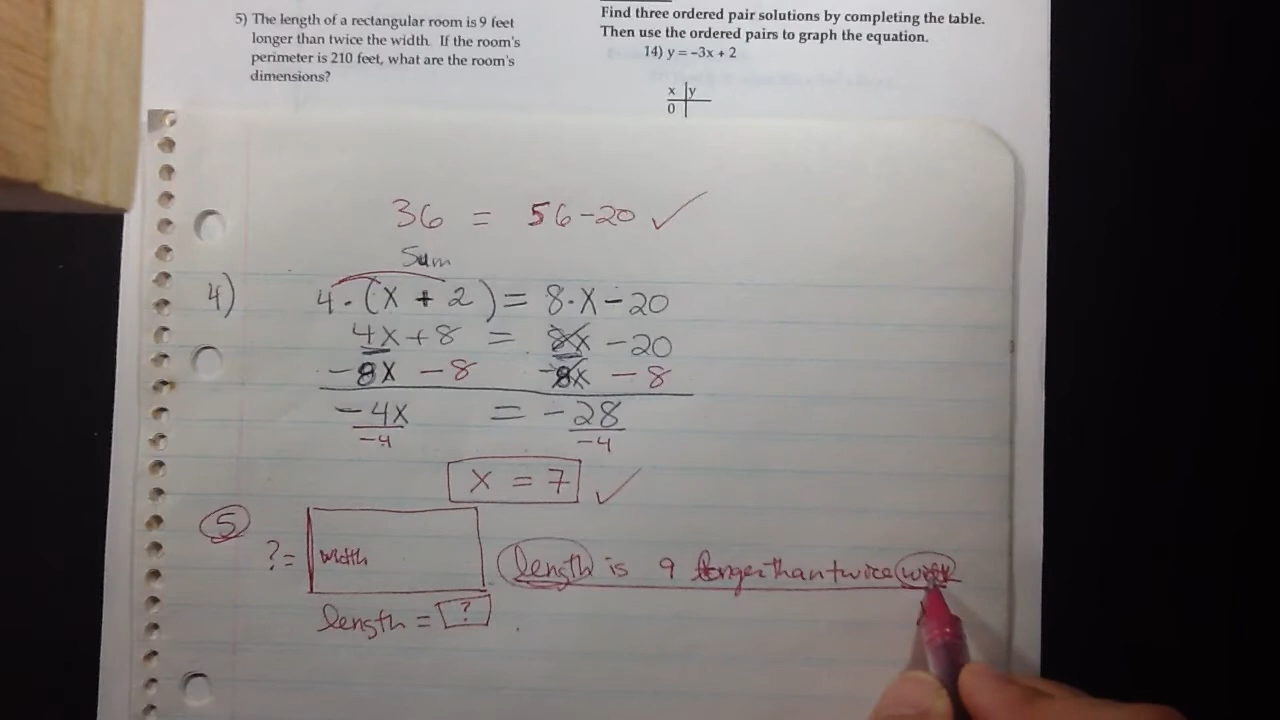 5) The length of a rectangular room is 9 feet
longer than twice the width. If the room's
perimeter is 210 feet, what are the room's
dimensions?
Find three ordered pair solutions by completing the table.
Then use the ordered pairs to graph the equation.
14) y = -3x + 2
x y
0
36 = 56-20 ✓
Sum
4) 4·(x + 2) = 8·x-20
4x+8 = 8x -20
-8x -8 -8x -8
-4x = -28
-4 -4
x = 7 ✓
5
?= width
length is 9 longer than twice width
length = ?